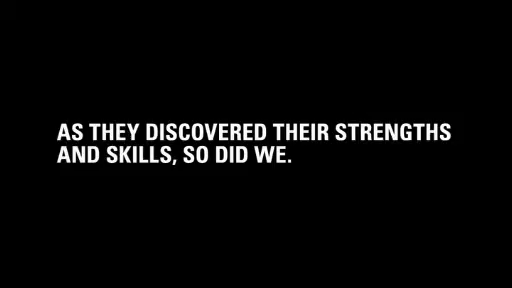 AS THEY DISCOVERED THEIR STRENGTHS
AND SKILLS, SO DID WE.